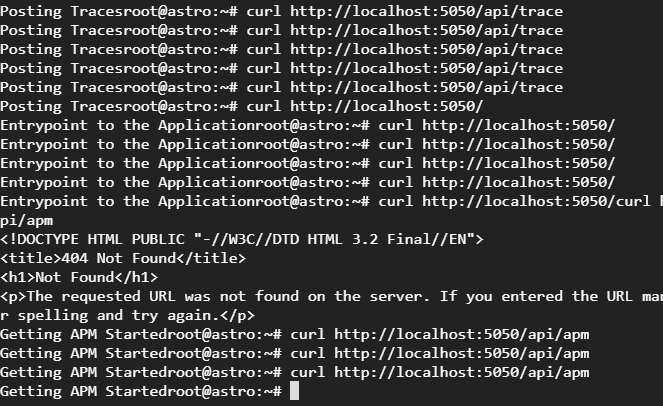 Posting Tracesroot@astro:~# curl http://localhost:5050/api/trace
Posting Tracesroot@astro:~# curl http://localhost:5050/api/trace
Posting Tracesroot@astro:~# curl http://localhost:5050/api/trace
Posting Tracesroot@astro:~# curl http://localhost:5050/api/trace
Posting Tracesroot@astro:~# curl http://localhost:5050/api/trace
Posting Tracesroot@astro:~# curl http://localhost:5050/
Entrypoint to the Applicationroot@astro:~# curl http://localhost:5050/
Entrypoint to the Applicationroot@astro:~# curl http://localhost:5050/
Entrypoint to the Applicationroot@astro:~# curl http://localhost:5050/
Entrypoint to the Applicationroot@astro:~# curl http://localhost:5050/
Entrypoint to the Applicationroot@astro:~# curl http://localhost:5050/curl h
pi/apm
<!DOCTYPE HTML PUBLIC "-//W3C//DTD HTML 3.2 Final//EN">
<title>404 Not Found</title>
<h1>Not Found</h1>
<p>The requested URL was not found on the server. If you entered the URL man
r spelling and try again.</p>
Getting APM Startedroot@astro:~# curl http://localhost:5050/api/apm
Getting APM Startedroot@astro:~# curl http://localhost:5050/api/apm
Getting APM Startedroot@astro:~# curl http://localhost:5050/api/apm
Getting APM Startedroot@astro:~#